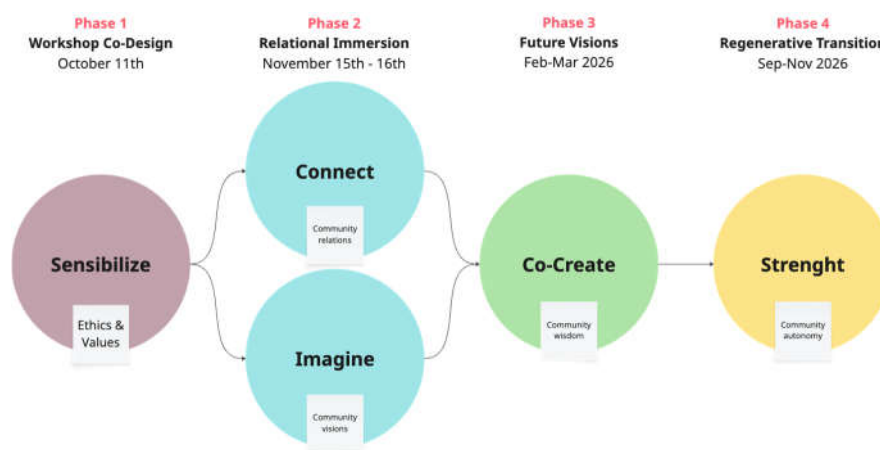 Phase 1
Workshop Co-Design
October 11th
Phase 2
Relational Immersion
November 15th - 16th
Phase 3
Future Visions
Feb-Mar 2026
Phase 4
Regenerative Transition
Sep-Nov 2026
Sensibilize
Ethics &
Values
Connect
Community
relations
Imagine
Community
visions
Co-Create
Community
wisdom
Strenght
Community
autonomy